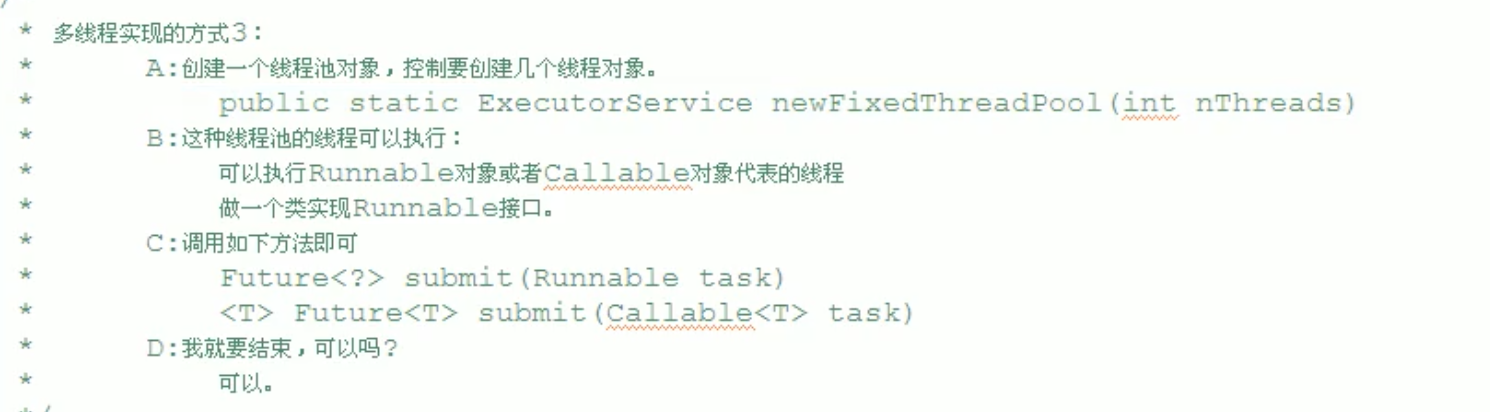 /
* 多线程实现的方式3：
* A:创建一个线程池对象，控制要创建几个线程对象。
* public static ExecutorService newFixedThreadPool(int nThreads)
* B:这种线程池的线程可以执行：
* 可以执行Runnable对象或者Callable对象代表的线程
* 做一个类实现Runnable接口。
* C:调用如下方法即可
* Future<?> submit(Runnable task)
* <T> Future<T> submit(Callable<T> task)
* D:我就要结束，可以吗?
* 可以。
*/